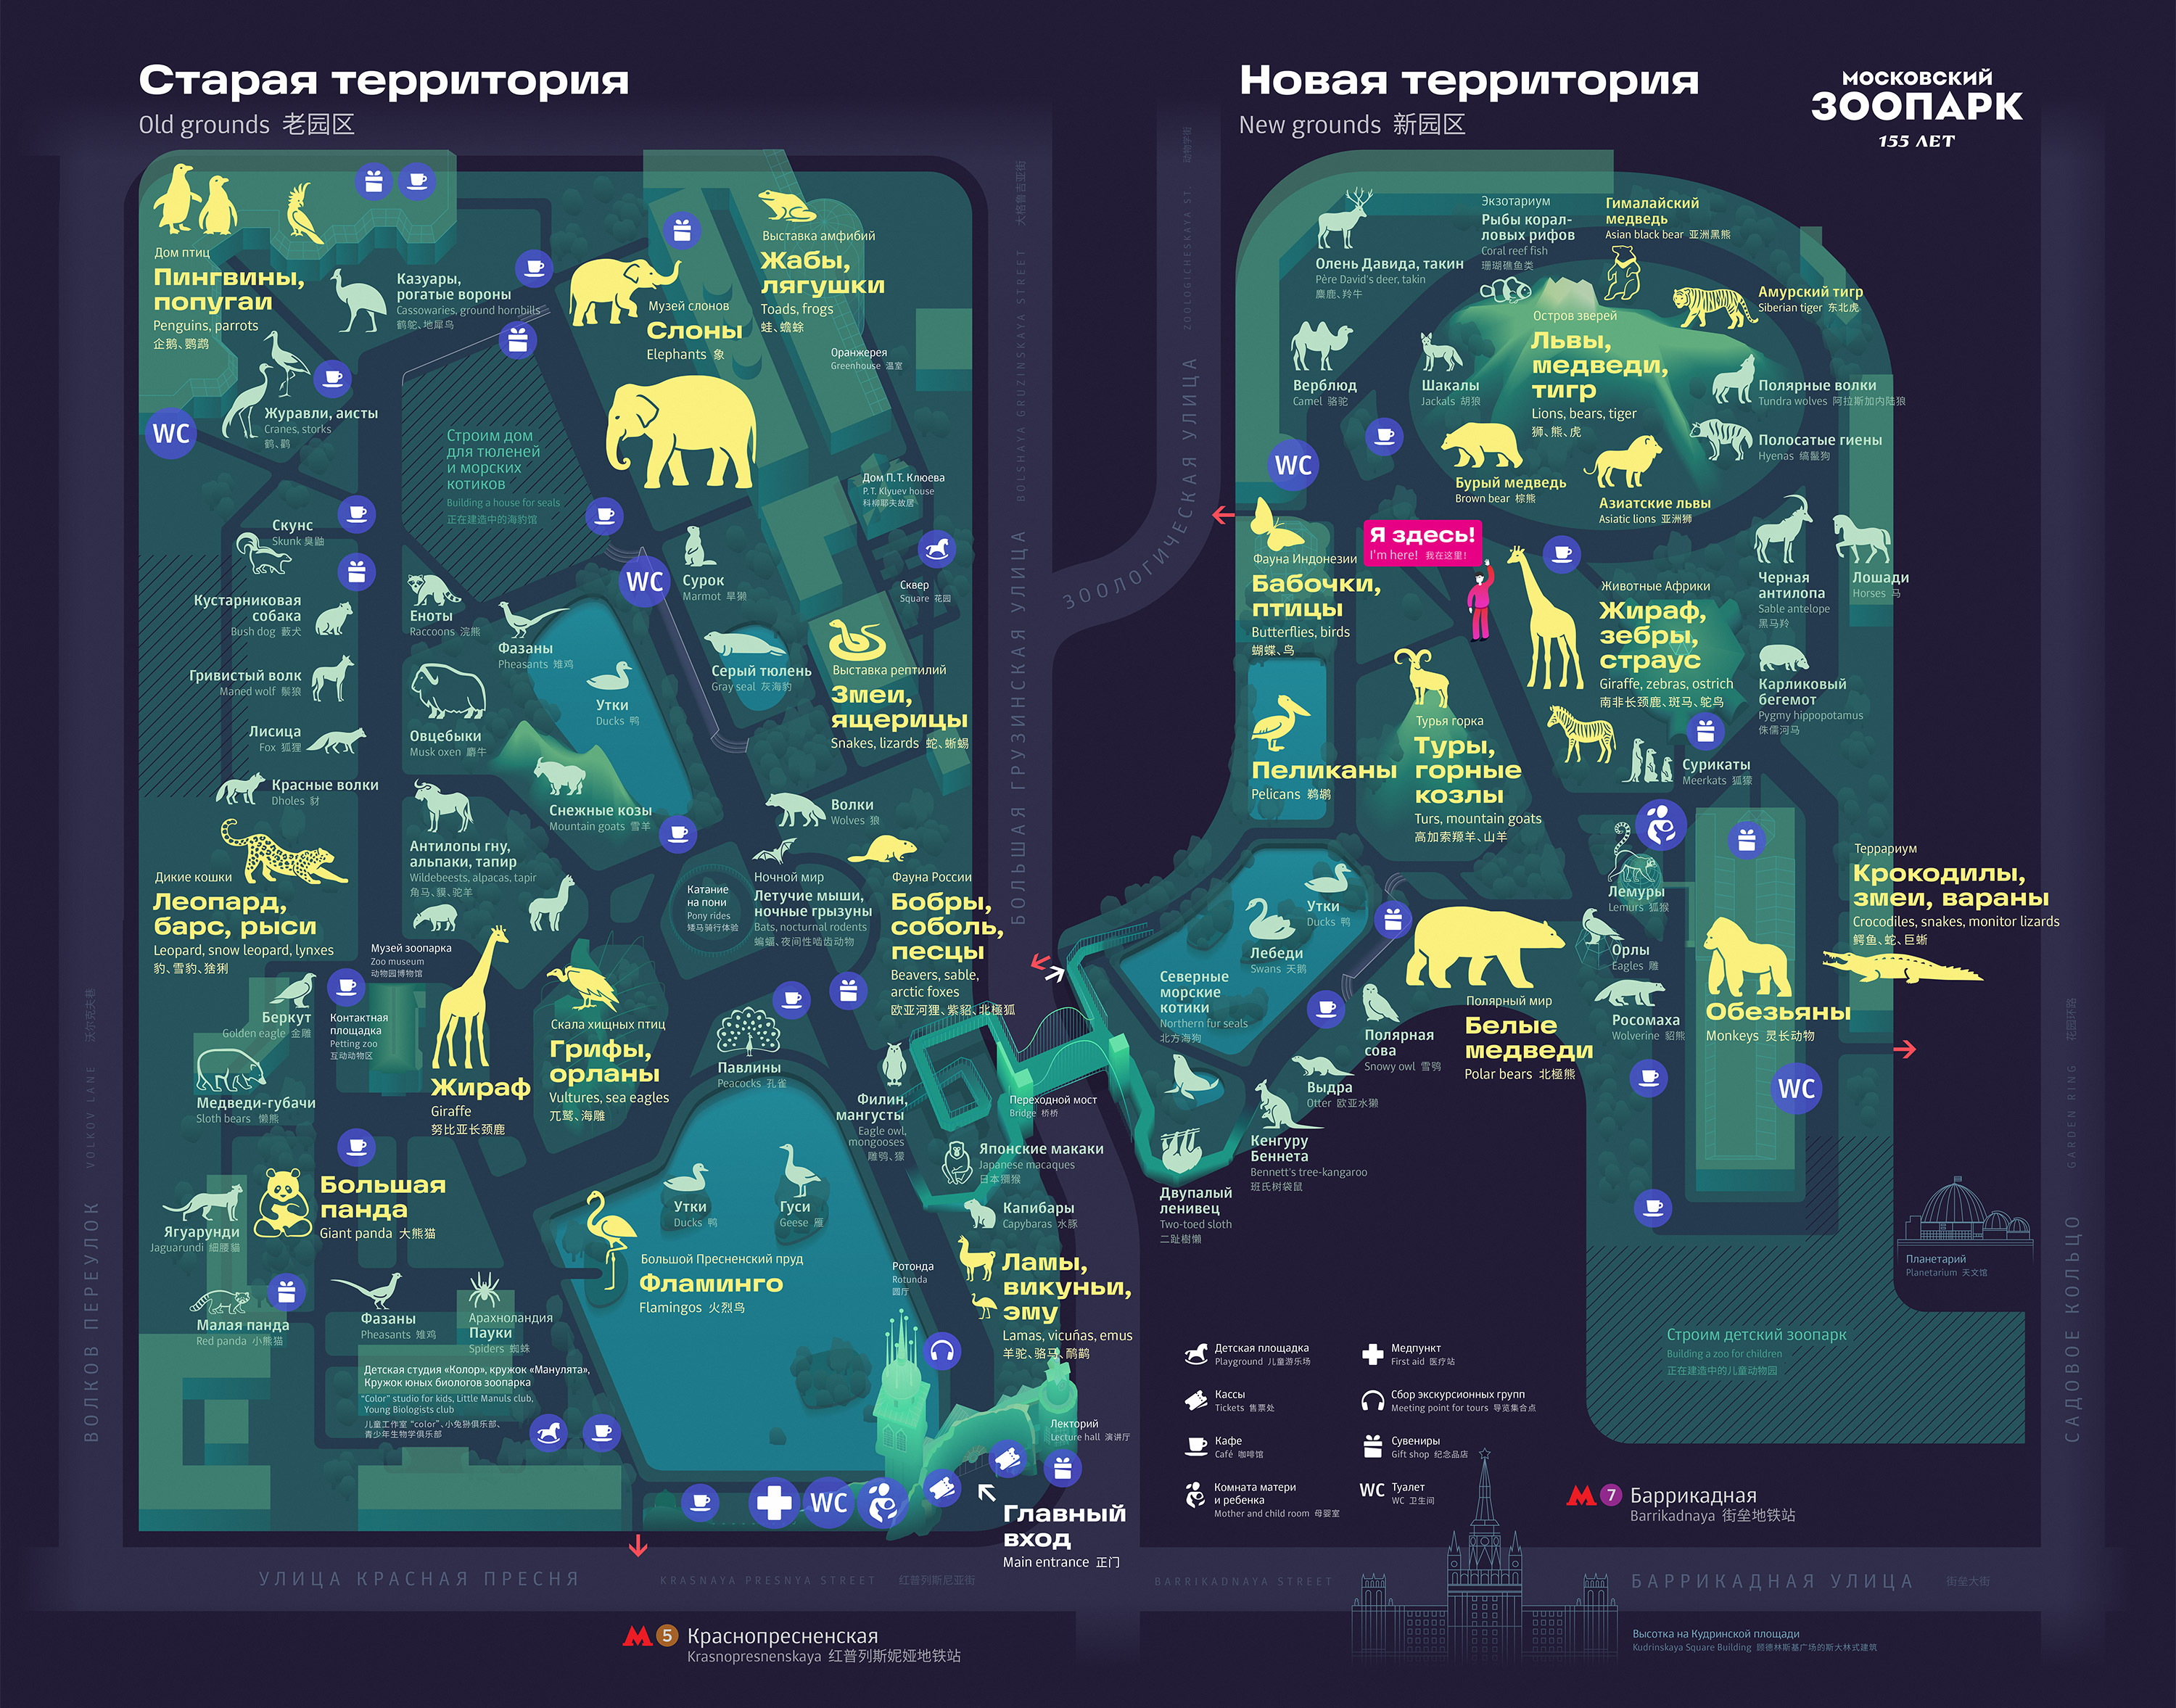 Старая территория
Old grounds 老园区
Новая территория
New grounds 新园区
МОСКОВСКИЙ
ЗООПАРК
155 ЛЕТ
Дом птиц
Пингвины,
попугаи
Penguins, parrots
企鹅、鹦鹉
Казуары,
рогатые вороны
Cassowaries, ground hornbills
鹤鸵、地犀鸟
Журавли, аисты
Cranes, storks
鹤、鹳
WC
Строим дом
для тюленей
и морских
котиков
Building a house for seals
正在建造中的海豹馆
Музей слонов
Слоны
Elephants 象
Выставка амфибий
Жабы,
лягушки
Toads, frogs
蛙、蟾蜍
Оранжерея
Greenhouse 温室
Дом П. Т. Клюева
P. T. Klyuev house
科柳耶夫故居
Сквер
Square 花园
Скунс
Skunk 臭鼬
Кустарниковая
собака
Bush dog 薮犬
Гривистый волк
Maned wolf 鬃狼
Лисица
Fox 狐狸
Красные волки
Dholes 豺
Еноты
Raccoons 浣熊
Фазаны
Pheasants 雉鸡
Утки
Ducks 鸭
WC
Сурок
Marmot 旱獭
Серый тюлень
Gray seal 灰海豹
Выставка рептилий
Змеи,
ящерицы
Snakes, lizards 蛇、蜥蜴
Овцебыки
Musk oxen 麝牛
Снежные козы
Mountain goats 雪羊
Волки
Wolves 狼
Антилопы гну,
альпаки, тапир
Wildebeests, alpacas, tapir
角马、貘、驼羊
Дикие кошки
Леопард,
барс, рыси
Leopard, snow leopard, lynxes
豹、雪豹、猞猁
Катание
на пони
Pony rides
矮马骑行体验
Ночной мир
Летучие мыши,
ночные грызуны
Bats, nocturnal rodents
蝙蝠、夜间性啮齿动物
Фауна России
Бобры,
соболь,
песцы
Beavers, sable,
arctic foxes
欧亚河狸、紫貂、北極狐
Музей зоопарка
Zoo museum
动物园博物馆
Контактная
площадка
Petting zoo
互动动物区
Беркут
Golden eagle 金雕
Медведи-губачи
Sloth bears 懒熊
Жираф
Giraffe
努比亚长颈鹿
Скала хищных птиц
Грифы,
орланы
Vultures, sea eagles
兀鹫、海雕
Павлины
Peacocks 孔雀
Филин,
мангусты
Eagle owl,
mongooses
雕鸮、獴
Переходной мост
Bridge 桥桥
Японские макаки
Japanese macaques
日本猕猴
Капибары
Capybaras 水豚
Ламы,
викуньи,
эму
Lamas, vicuñas, emus
羊驼、骆马、鸸鹋
Большая
панда
Giant panda 大熊猫
Ягуарунди
Jaguarundi 細腰貓
Малая панда
Red panda 小熊猫
Фазаны
Pheasants 雉鸡
Арахноландия
Пауки
Spiders 蜘蛛
Детская студия «Колор», кружок «Манулята»,
Кружок юных биологов зоопарка
"Color" studio for kids, Little Manuls club,
Young Biologists club
儿童工作室 "color"、小兔狲俱乐部、
青少年生物学俱乐部
Утки
Ducks 鸭
Гуси
Geese 雁
Большой Пресненский пруд
Фламинго
Flamingos 火烈鸟
Ротонда
Rotunda
圆厅
Лекторий
Lecture hall 演讲厅
WC
Главный
вход
Main entrance 正门
Олень Давида, такин
Père David's deer, takin
麋鹿、羚牛
Экзотариум
Рыбы корал-
ловых рифов
Coral reef fish
珊瑚礁鱼类
Гималайский
медведь
Asian black bear 亚洲黑熊
Амурский тигр
Siberian tiger 东北虎
Верблюд
Camel 骆驼
Шакалы
Jackals 胡狼
Остров зверей
Львы,
медведи,
тигр
Lions, bears, tiger
狮、熊、虎
Полярные волки
Tundra wolves 阿拉斯加内陆狼
Полосатые гиены
Hyenas 缟鬣狗
Бурый медведь
Brown bear 棕熊
Азиатские львы
Asiatic lions 亚洲狮
WC
Я здесь!
I'm here! 我在这里!
Фауна Индонезии
Бабочки,
птицы
Butterflies, birds
蝴蝶、鸟
Животные Африки
Жираф,
зебры,
страус
Giraffe, zebras, ostrich
南非长颈鹿、斑马、鸵鸟
Черная
антилопа
Sable antelope
黑马羚
Лошади
Horses 马
Карликовый
бегемот
Pygmy hippopotamus
侏儒河马
Сурикаты
Meerkats 狐獴
Пеликаны
Pelicans 鹈鹕
Турья горка
Туры,
горные
козлы
Turs, mountain goats
高加索羱羊、山羊
Утки
Ducks 鸭
Лебеди
Swans 天鹅
Северные
морские
котики
Northern fur seals
北方海狗
Лемуры
Lemurs 狐猴
Орлы
Eagles 雕
Террариум
Крокодилы,
змеи, вараны
Crocodiles, snakes, monitor lizards
鳄鱼、蛇、巨蜥
Полярный мир
Белые
медведи
Polar bears 北極熊
Росомаха
Wolverine 貂熊
Обезьяны
Monkeys 灵长动物
WC
Полярная
сова
Snowy owl 雪鸮
Выдра
Otter 欧亚水獭
Кенгуру
Беннета
Bennett's tree-kangaroo
班氏树袋鼠
Двупалый
ленивец
Two-toed sloth
二趾樹懶
Планетарий
Planetarium 天文馆
Строим детский зоопарк
Building a zoo for children
正在建造中的儿童动物园
Детская площадка
Playground 儿童游乐场
Кассы
Tickets 售票处
Кафе
Café 咖啡馆
Комната матери
и ребенка
Mother and child room 母婴室
Медпункт
First aid 医疗站
Сбор экскурсионных групп
Meeting point for tours 导览集合点
Сувениры
Gift shop 纪念品店
WC Туалет
WC 卫生间
7 Баррикадная
Barrikadnaya 街垒地铁站
5 Краснопресненская
Krasnopresnenskaya 红普列斯妮娅地铁站
Высотка на Кудринской площади
Kudrinskaya Square Building 顾德林斯基广场的斯大林式建筑
УЛИЦА КРАСНАЯ ПРЕСНЯ KRASNAYA PRESNYA STREET 红普列斯尼亚街
BARRIKADNAYA STREET БАРРИКАДНАЯ УЛИЦА 街垒大街
ВОЛКОВ ПЕРЕУЛОК VOLKOV LANE 沃尔克夫巷
БОЛЬШАЯ ГРУЗИНСКАЯ УЛИЦА BOLSHAYA GRUZINSKAYA STREET 大格鲁吉亚街
ЗООЛОГИЧЕСКАЯ УЛИЦА ZOOLOGICHESKAYA ST. 动物学街
САДОВОЕ КОЛЬЦО GARDEN RING 花园环路